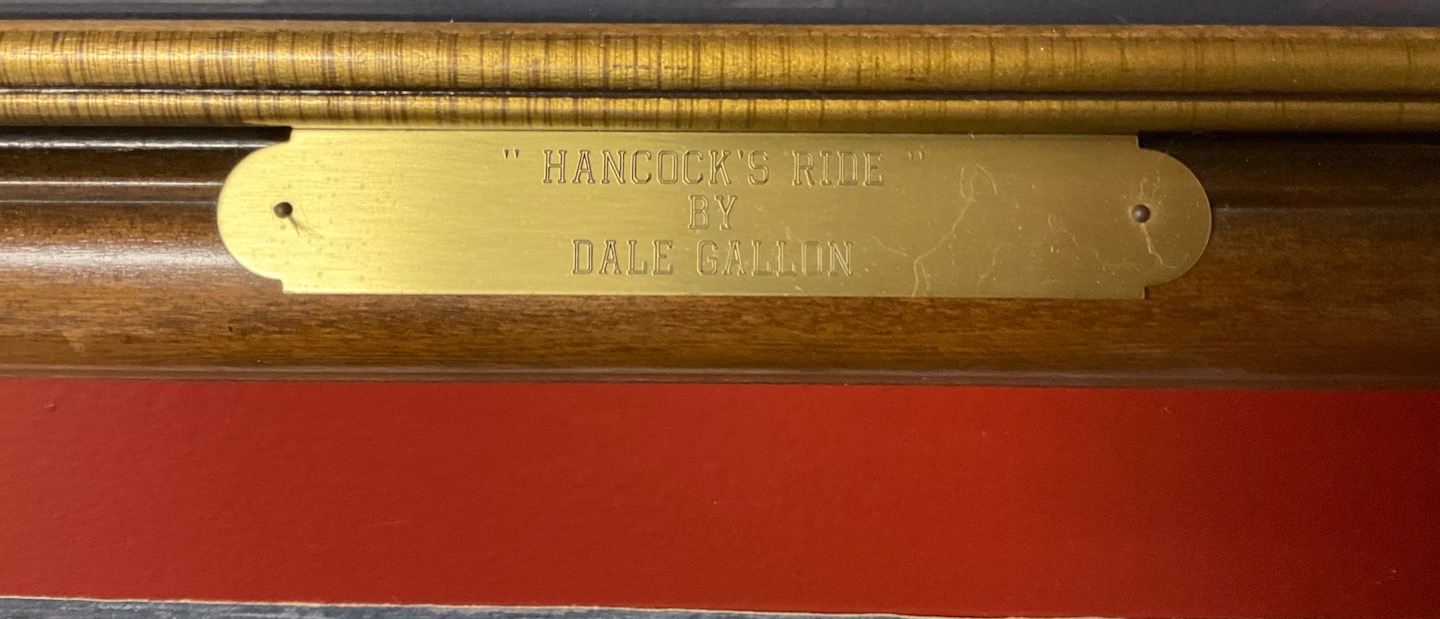 " HANCOCK'S RIDE "
BY
DALE GALLON